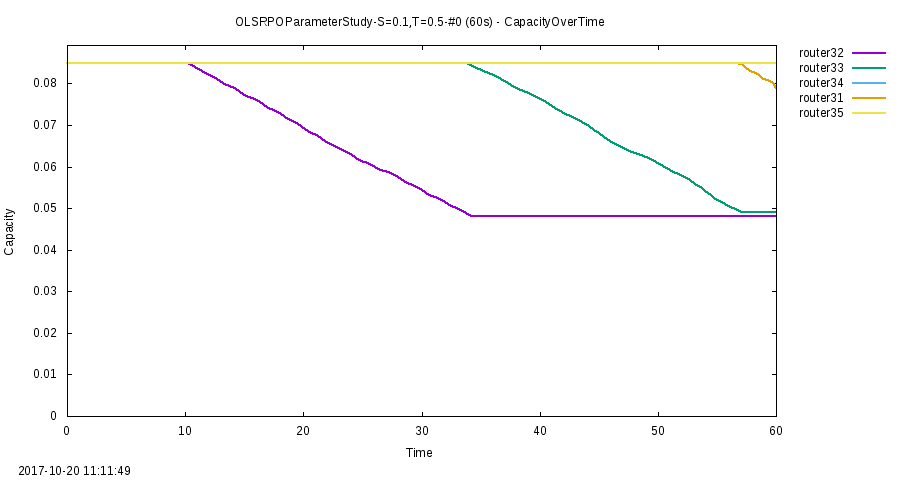 OLSRPOParameterStudy-S=0.1,T=0.5-#0 (60s) - CapacityOverTime
router32
router33
router34
router31
router35
0.08
0.07
0.06
0.05
0.04
0.03
0.02
0.01
0
Capacity
0 10 20 30 40 50 60
Time
2017-10-20 11:11:49